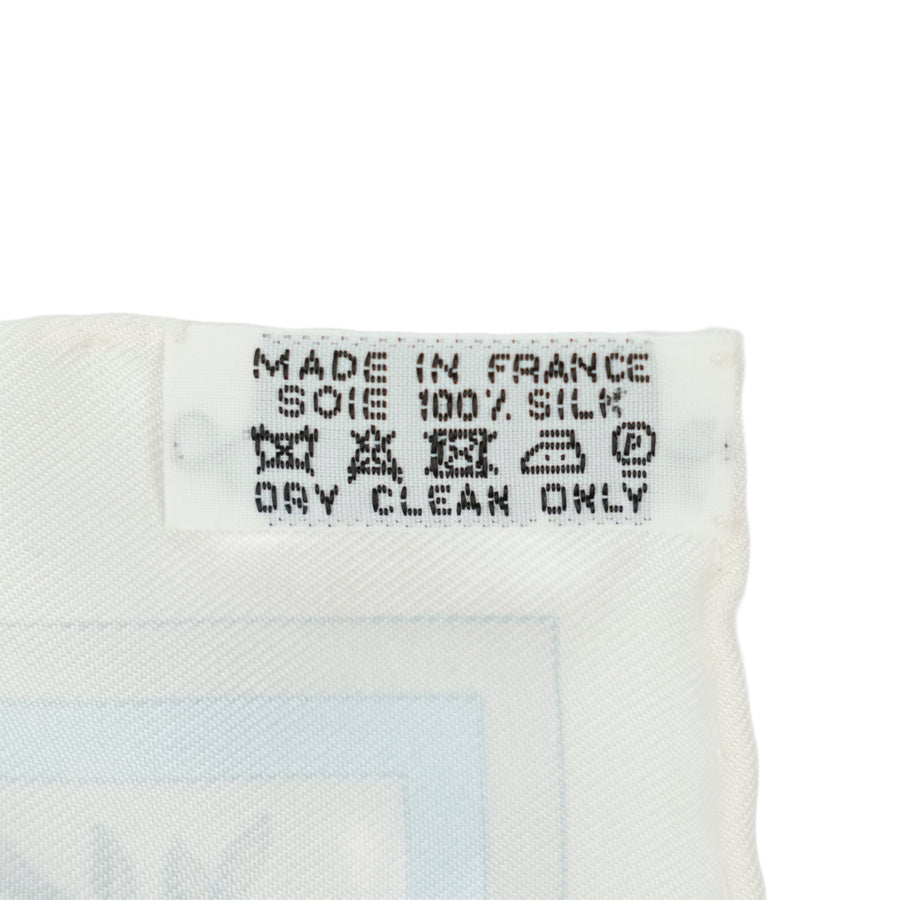 MADE IN FRANCE
SOIE 100% SILK
P
DRY CLEAN ONLY